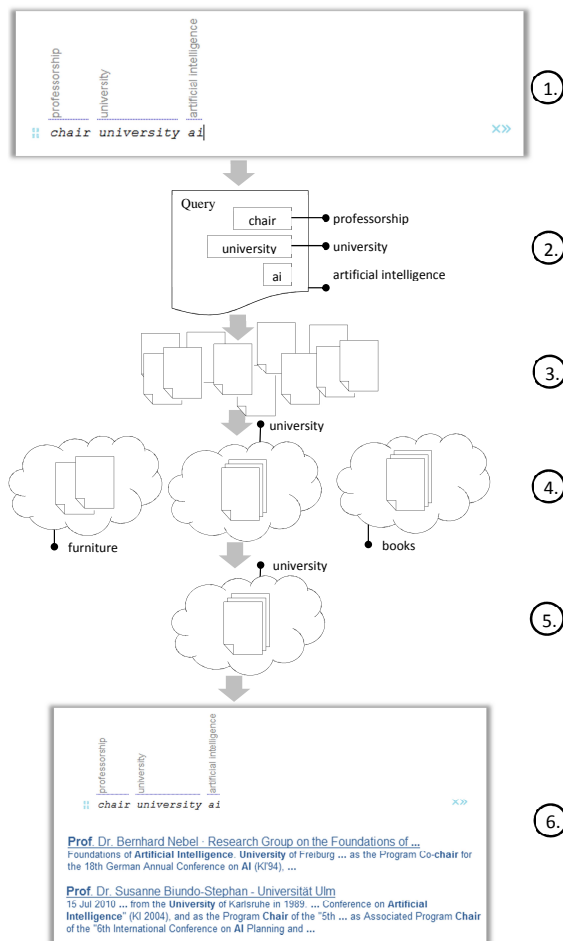 professorship
university
artificial intelligence
chair university ai
×»
1.
Query
chair
professorship
university
university
ai
artificial intelligence
2.
3.
university
furniture
books
4.
university
5.
professorship
university
artificial Intelligence
chair university ai
×»
6.
Prof. Dr. Bernhard Nebel · Research Group on the Foundations of ...
Foundations of Artificial Intelligence. University of Freiburg ... as the Program Co-chair for
the 18th German Annual Conference on AI (KI'94), ...
Prof. Dr. Susanne Biundo-Stephan - Universität Ulm
15 Jul 2010 ... from the University of Karlsruhe in 1989. ... Conference on Artificial
Intelligence" (KI 2004), and as the Program Chair of the "5th ... as Associated Program Chair
of the "6th International Conference on AI Planning and ...